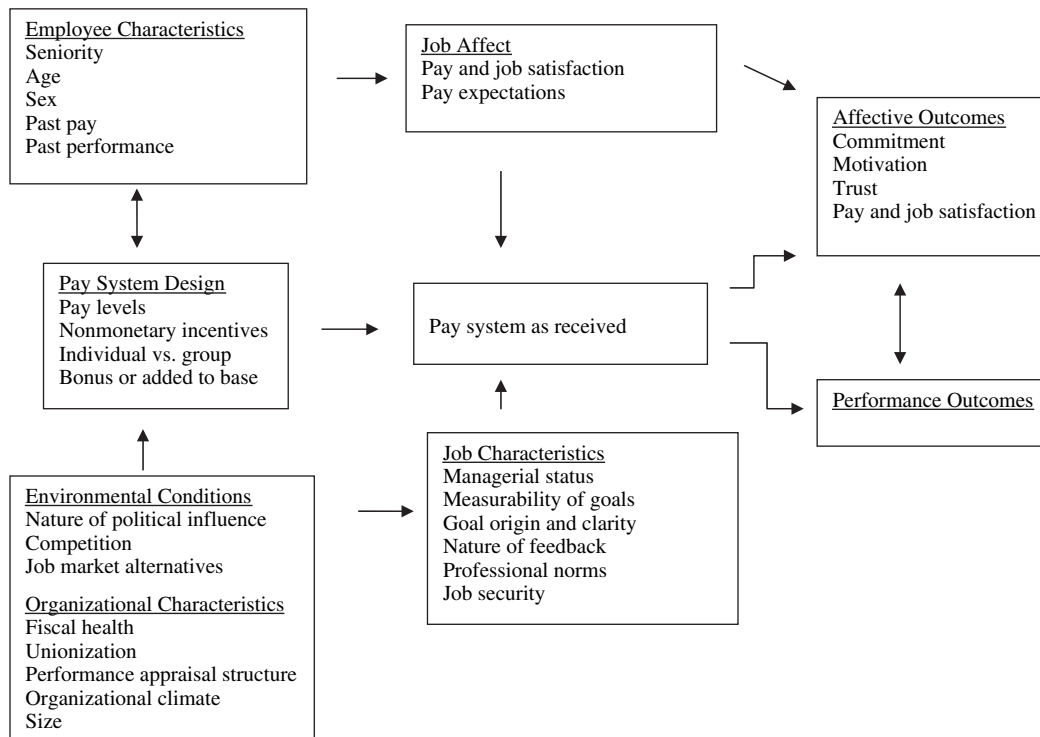 Employee Characteristics
Seniority
Age
Sex
Past pay
Past performance
Job Affect
Pay and job satisfaction
Pay expectations
Affective Outcomes
Commitment
Motivation
Trust
Pay and job satisfaction
Pay System Design
Pay levels
Nonmonetary incentives
Individual vs. group
Bonus or added to base
Pay system as received
Performance Outcomes
Environmental Conditions
Nature of political influence
Competition
Job market alternatives
Organizational Characteristics
Fiscal health
Unionization
Performance appraisal structure
Organizational climate
Size
Job Characteristics
Managerial status
Measurability of goals
Goal origin and clarity
Nature of feedback
Professional norms
Job security